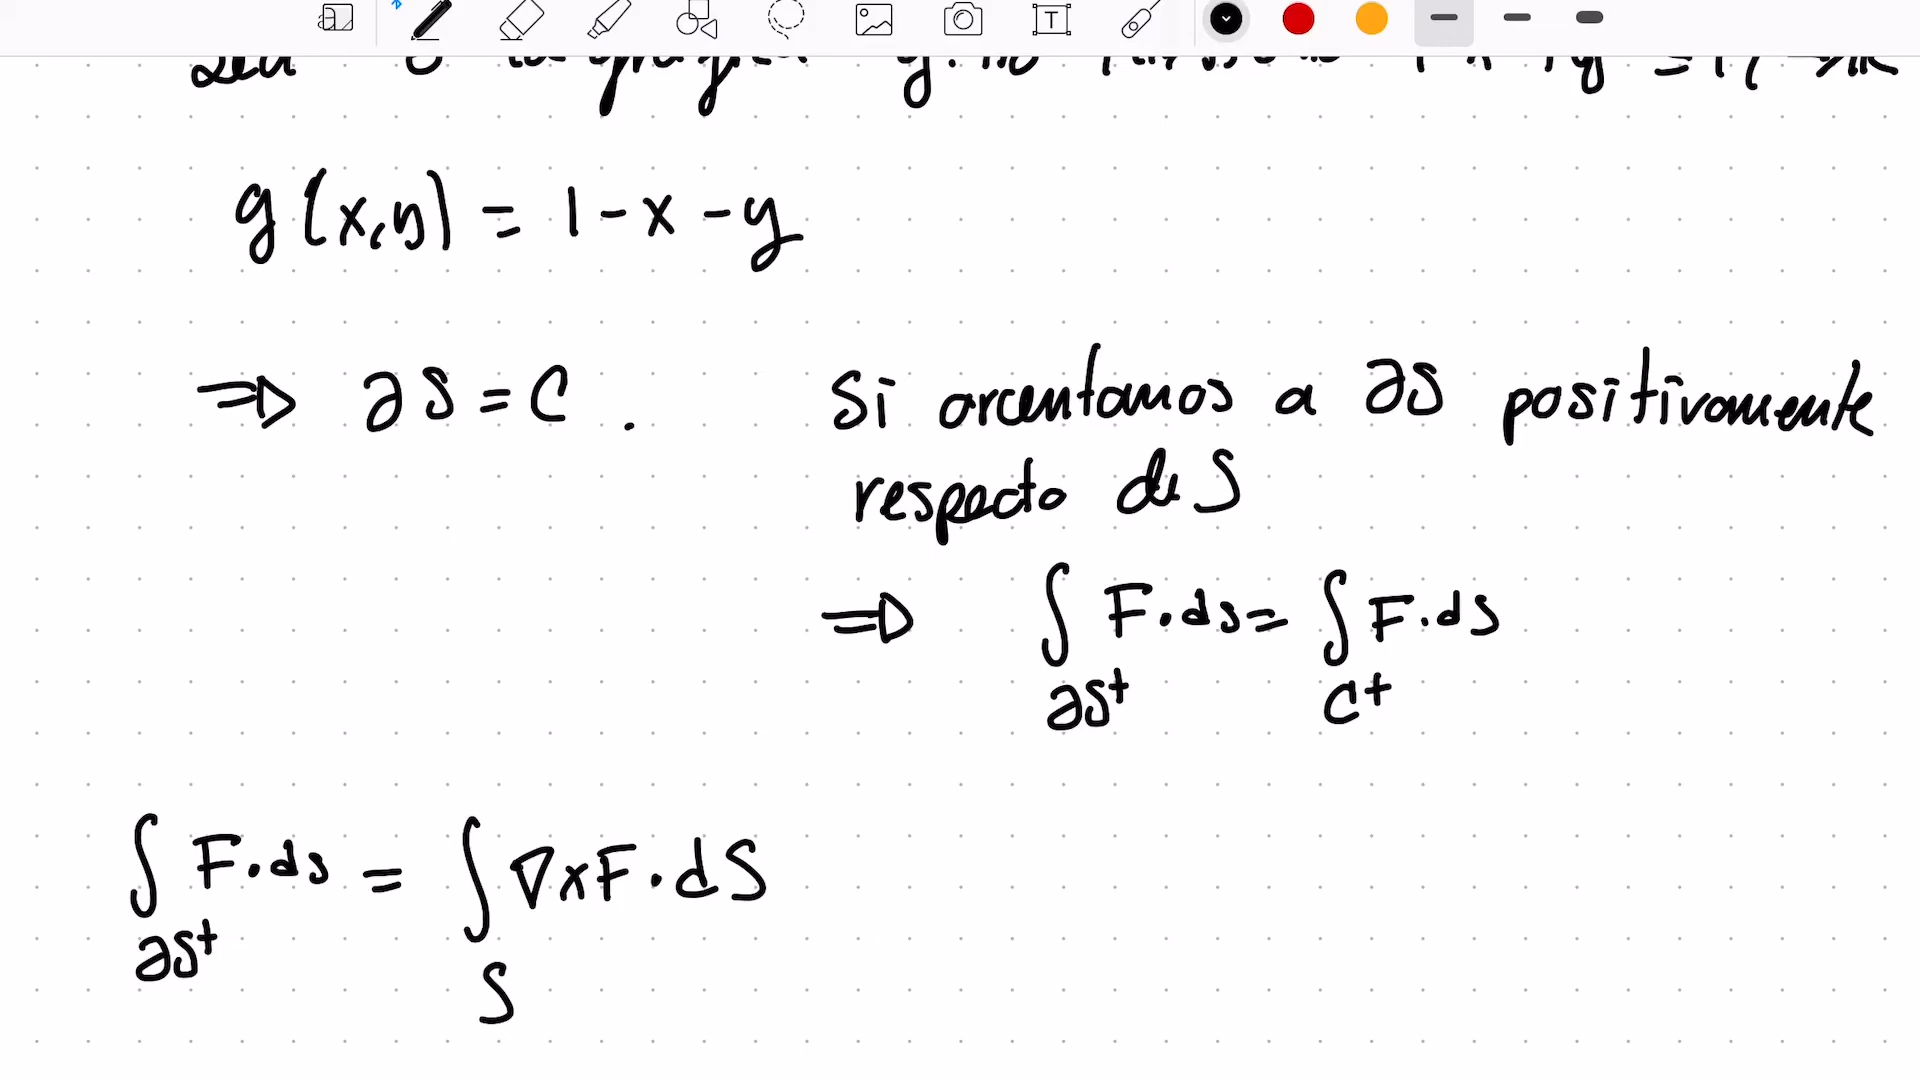 g(x,y) = 1 - x - y
⇒ ∂S = C . Si orientamos a ∂S positivamente
respecto de S
⇒ ∫_{∂S⁺} F·ds = ∫_{C⁺} F·ds
∫_{∂S⁺} F·ds = ∫_S ∇×F·dS